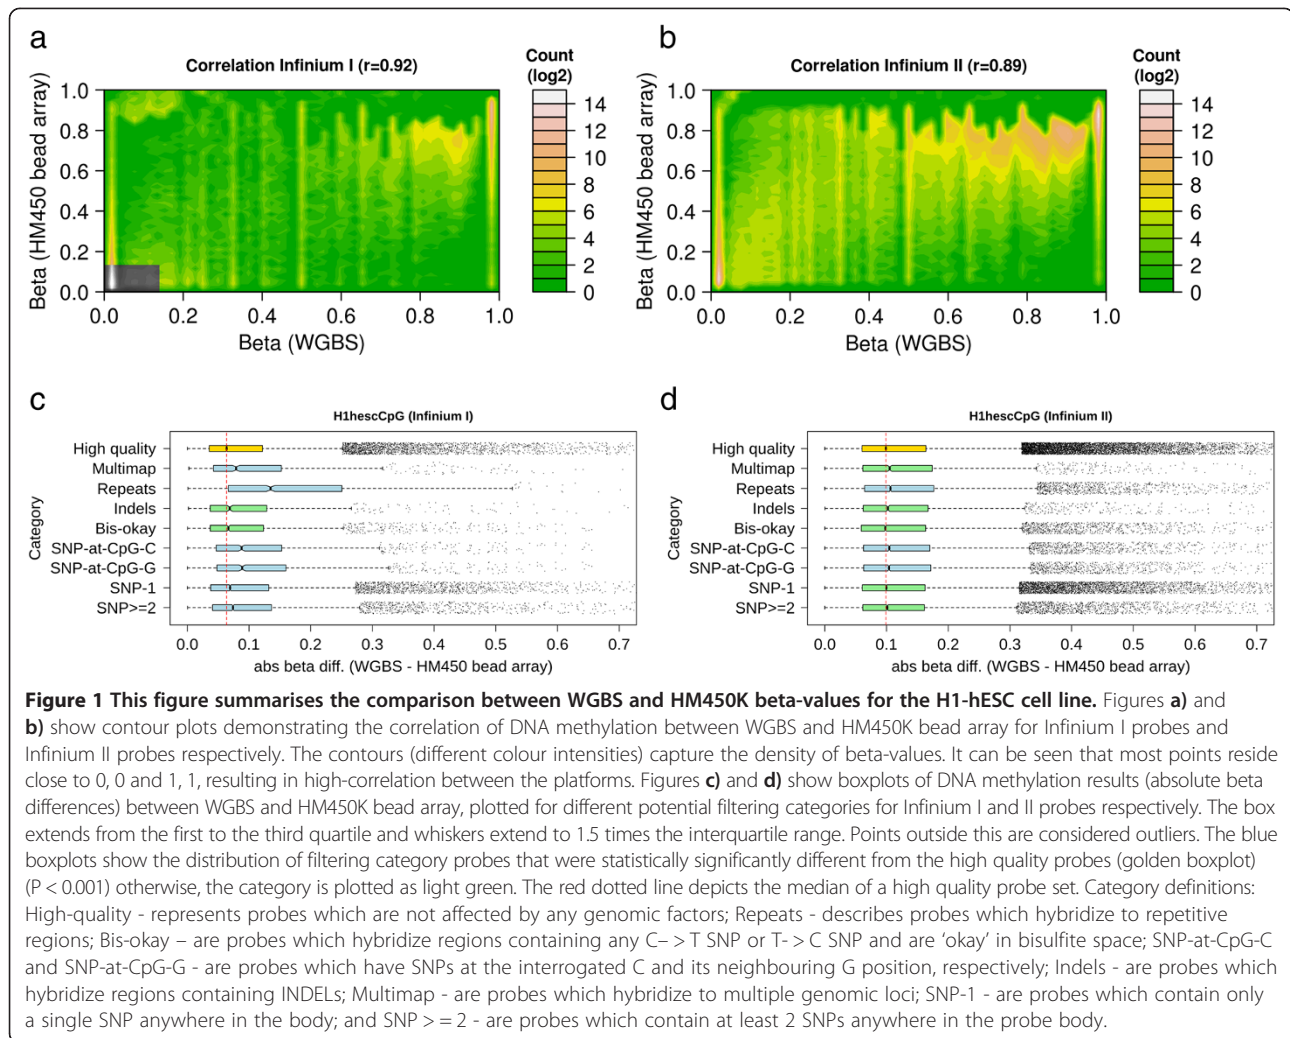 a
Correlation Infinium I (r=0.92)
Count
(log2)
Beta (HM450 bead array)
1.0
0.8
0.6
0.4
0.2
0.0
0.0 0.2 0.4 0.6 0.8 1.0
Beta (WGBS)
14
12
10
8
6
4
2
0
b
Correlation Infinium II (r=0.89)
Count
(log2)
Beta (HM450 bead array)
1.0
0.8
0.6
0.4
0.2
0.0
0.0 0.2 0.4 0.6 0.8 1.0
Beta (WGBS)
14
12
10
8
6
4
2
0
c
H1hescCpG (Infinium I)
Category
High quality
Multimap
Repeats
Indels
Bis-okay
SNP-at-CpG-C
SNP-at-CpG-G
SNP-1
SNP>=2
0.0 0.1 0.2 0.3 0.4 0.5 0.6 0.7
abs beta diff. (WGBS - HM450 bead array)
d
H1hescCpG (Infinium II)
Category
High quality
Multimap
Repeats
Indels
Bis-okay
SNP-at-CpG-C
SNP-at-CpG-G
SNP-1
SNP>=2
0.0 0.1 0.2 0.3 0.4 0.5 0.6 0.7
abs beta diff. (WGBS - HM450 bead array)
Figure 1 This figure summarises the comparison between WGBS and HM450K beta-values for the H1-hESC cell line. Figures a) and
b) show contour plots demonstrating the correlation of DNA methylation between WGBS and HM450K bead array for Infinium I probes and
Infinium II probes respectively. The contours (different colour intensities) capture the density of beta-values. It can be seen that most points reside
close to 0, 0 and 1, 1, resulting in high-correlation between the platforms. Figures c) and d) show boxplots of DNA methylation results (absolute beta
differences) between WGBS and HM450K bead array, plotted for different potential filtering categories for Infinium I and II probes respectively. The box
extends from the first to the third quartile and whiskers extend to 1.5 times the interquartile range. Points outside this are considered outliers. The blue
boxplots show the distribution of filtering category probes that were statistically significantly different from the high quality probes (golden boxplot)
(P < 0.001) otherwise, the category is plotted as light green. The red dotted line depicts the median of a high quality probe set. Category definitions:
High-quality - represents probes which are not affected by any genomic factors; Repeats - describes probes which hybridize to repetitive
regions; Bis-okay – are probes which hybridize regions containing any C– > T SNP or T- > C SNP and are ‘okay’ in bisulfite space; SNP-at-CpG-C
and SNP-at-CpG-G - are probes which have SNPs at the interrogated C and its neighbouring G position, respectively; Indels - are probes which
hybridize regions containing INDELs; Multimap - are probes which hybridize to multiple genomic loci; SNP-1 - are probes which contain only
a single SNP anywhere in the body; and SNP > = 2 - are probes which contain at least 2 SNPs anywhere in the probe body.